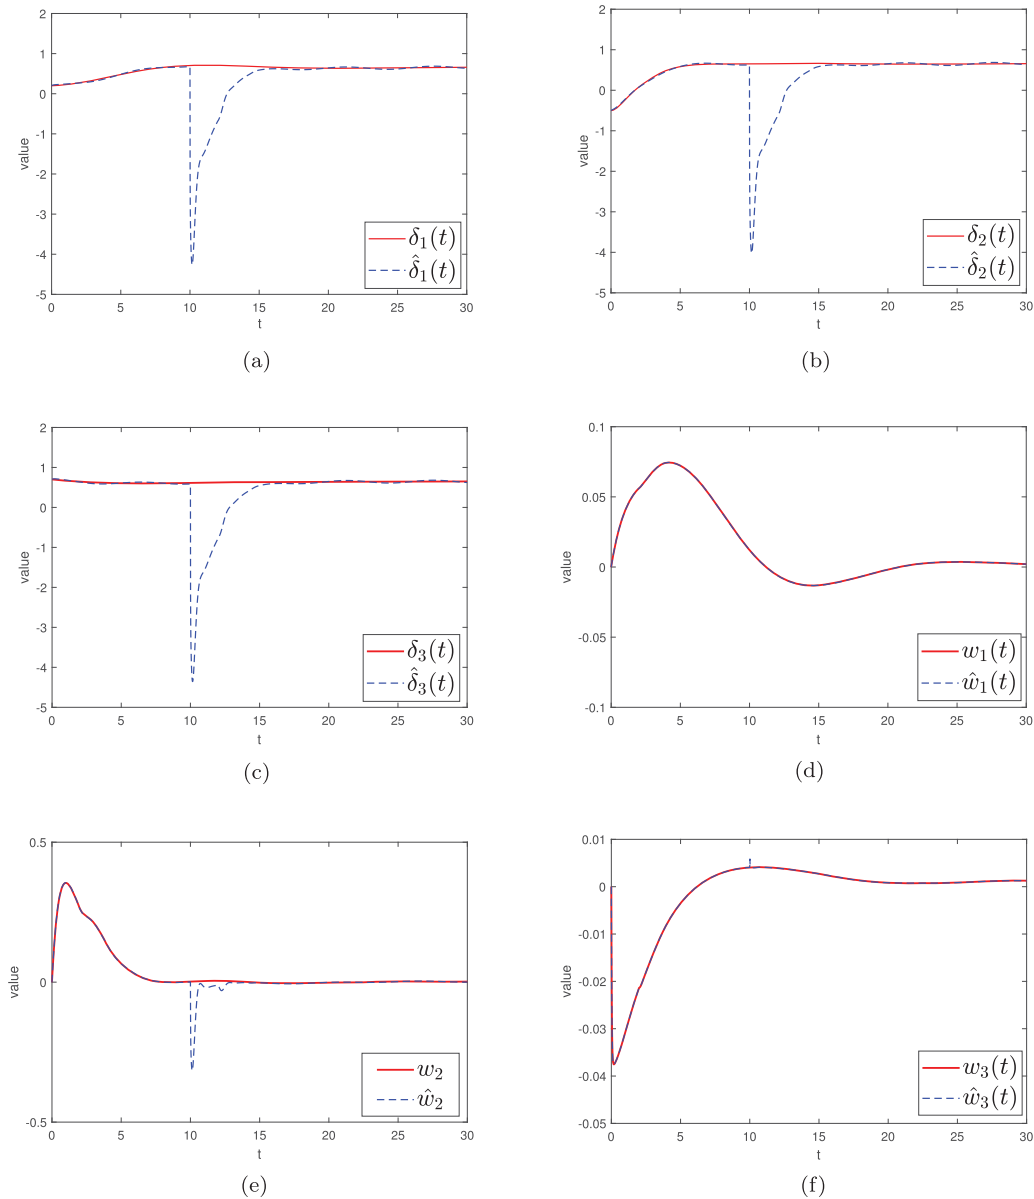 2
1
0
-1
-2
-3
-4
-5
value
0 5 10 15 20 25 30
t
δ₁(t)
δ̂₁(t)
(a)
2
1
0
-1
-2
-3
-4
-5
value
0 5 10 15 20 25 30
t
δ₂(t)
δ̂₂(t)
(b)
2
1
0
-1
-2
-3
-4
-5
value
0 5 10 15 20 25 30
t
δ₃(t)
δ̂₃(t)
(c)
0.1
0.05
0
-0.05
-0.1
value
0 5 10 15 20 25 30
t
w₁(t)
ŵ₁(t)
(d)
0.5
0
-0.5
value
0 5 10 15 20 25 30
t
w₂
ŵ₂
(e)
0.01
0
-0.01
-0.02
-0.03
-0.04
-0.05
value
0 5 10 15 20 25 30
t
w₃(t)
ŵ₃(t)
(f)